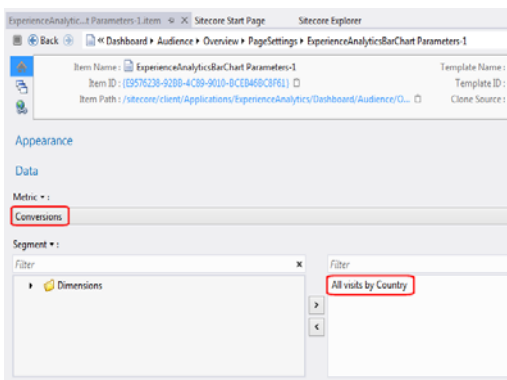 ExperienceAnalytic...t Parameters-1.item Sitecore Start Page Sitecore Explorer
Back « Dashboard ▸ Audience ▸ Overview ▸ PageSettings ▸ ExperienceAnalyticsBarChart Parameters-1
Item Name : ExperienceAnalyticsBarChart Parameters-1 Template Name :
Item ID : {E9576238-92BB-4CB9-9010-BCEB46BC8F61} Template ID :
Item Path : /sitecore/client/Applications/ExperienceAnalytics/Dashboard/Audience/O... Clone Source :
Appearance
Data
Metric ▾ :
Conversions
Segment ▾ :
Filter x Filter
Dimensions All visits by Country
>
<